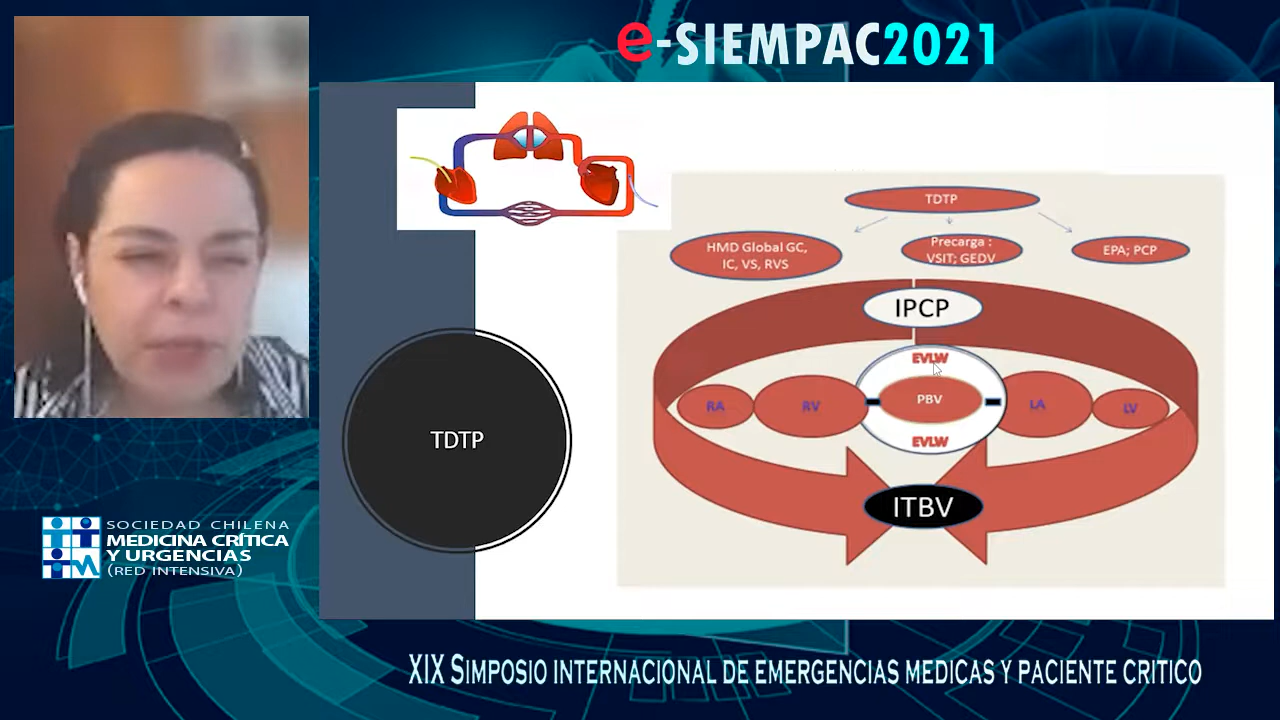 e-SIEMPAC2021
TDTP
HMD Global GC,
IC, VS, RVS
Precarga :
VSIT; GEDV
EPA; PCP
IPCP
EVLW
RA
RV
PBV
LA
LV
EVLW
ITBV
TDTP
SOCIEDAD CHILENA
MEDICINA CRÍTICA
Y URGENCIAS
(RED INTENSIVA)
XIX SIMPOSIO INTERNACIONAL DE EMERGENCIAS MEDICAS Y PACIENTE CRITICO